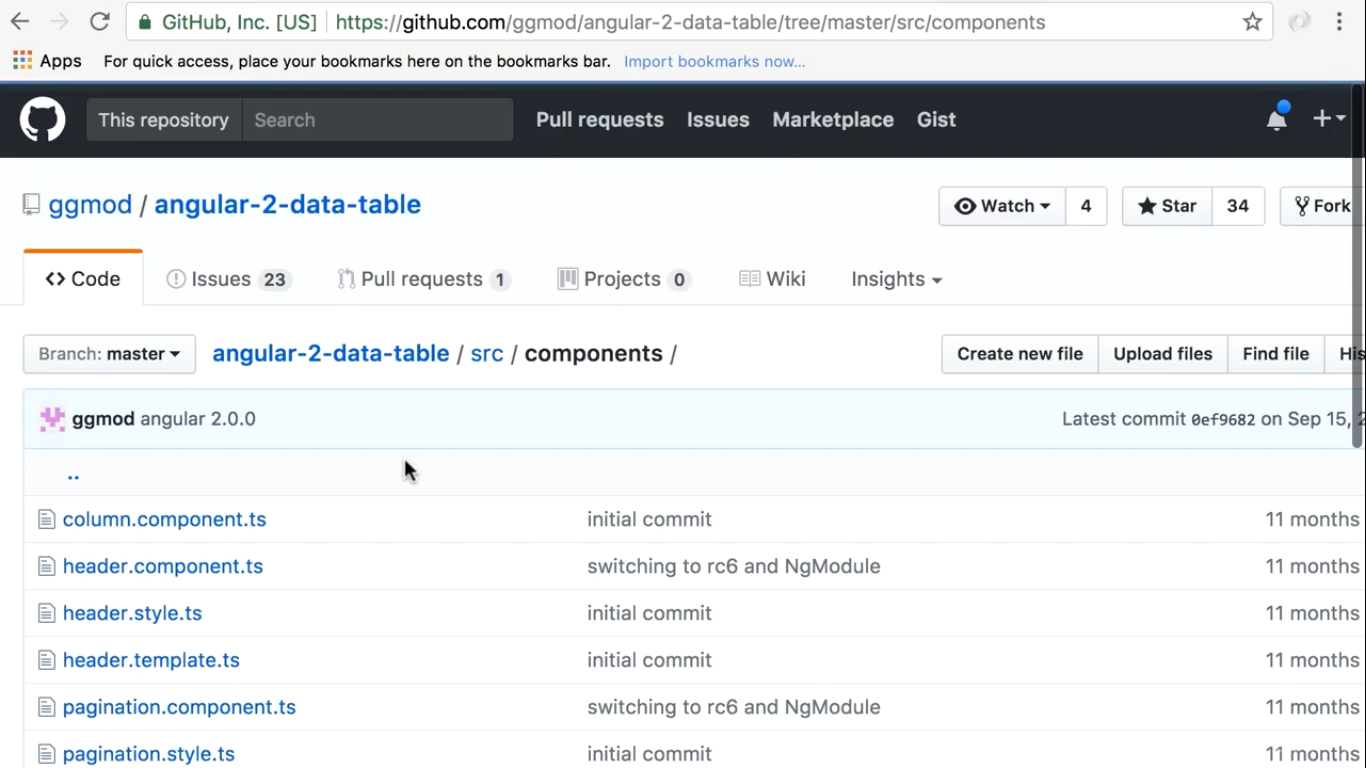 GitHub, Inc. [US] https://github.com/ggmod/angular-2-data-table/tree/master/src/components
Apps For quick access, place your bookmarks here on the bookmarks bar. Import bookmarks now...
This repository Search Pull requests Issues Marketplace Gist
ggmod / angular-2-data-table Watch 4 Star 34 Fork
Code Issues 23 Pull requests 1 Projects 0 Wiki Insights
Branch: master angular-2-data-table / src / components / Create new file Upload files Find file His
ggmod angular 2.0.0 Latest commit 0ef9682 on Sep 15, 2
..
column.component.ts initial commit 11 months
header.component.ts switching to rc6 and NgModule 11 months
header.style.ts initial commit 11 months
header.template.ts initial commit 11 months
pagination.component.ts switching to rc6 and NgModule 11 months
pagination.style.ts initial commit 11 months